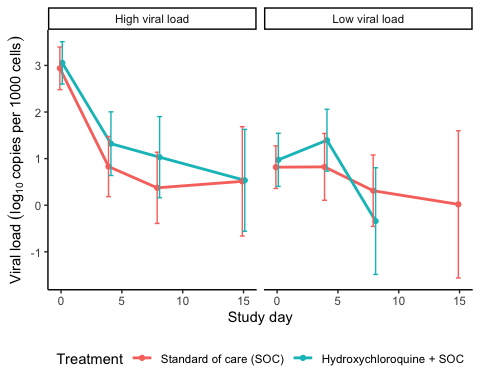 High viral load
Low viral load
Viral load (log10 copies per 1000 cells)
3
2
1
0
-1
0
5
10
15
0
5
10
15
Study day
Treatment
Standard of care (SOC)
Hydroxychloroquine + SOC